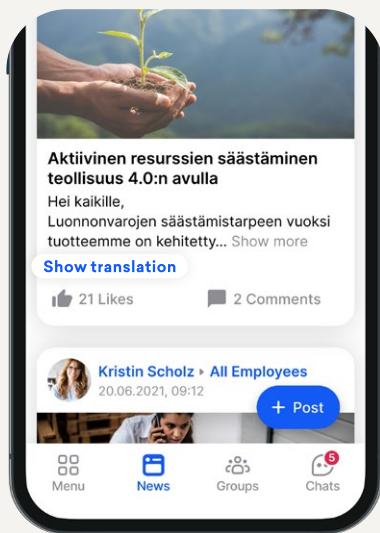 Aktiivinen resurssien säästäminen
teollisuus 4.0:n avulla
Hei kaikille,
Luonnonvarojen säästämistarpeen vuoksi
tuotteemme on kehitetty... Show more
Show translation
21 Likes
2 Comments
Kristin Scholz ▸ All Employees
20.06.2021, 09:12
+ Post
Menu
News
Groups
5
Chats